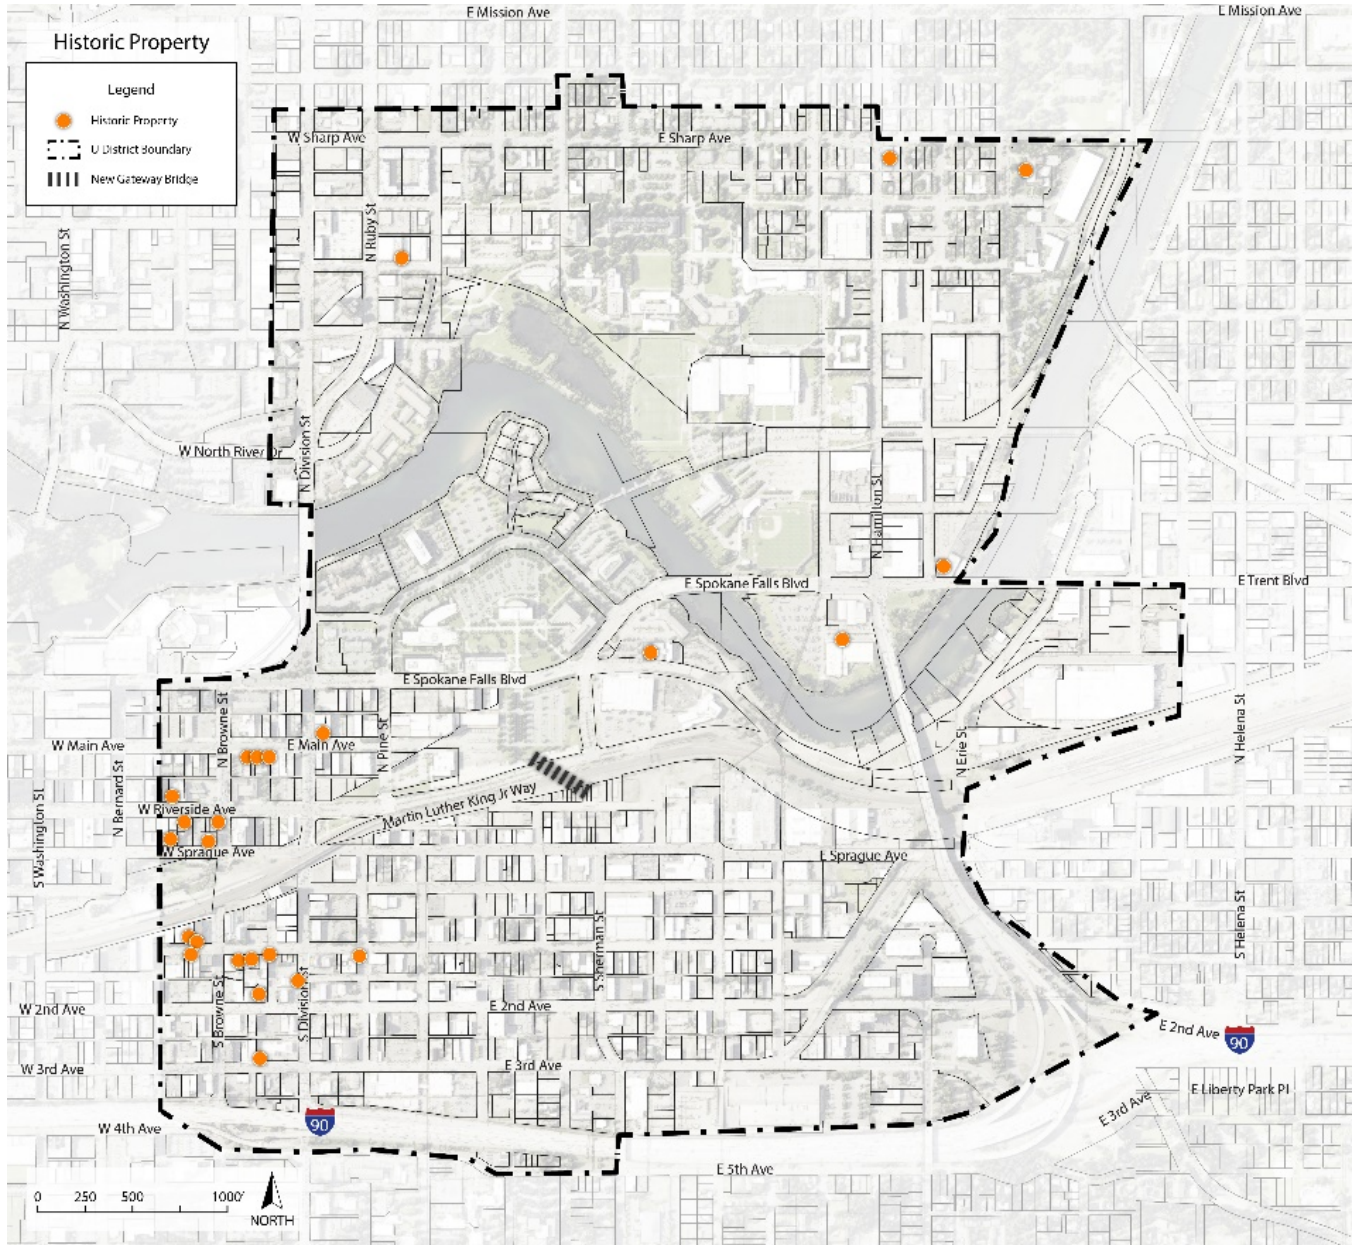 E Mission Ave
E Mission Ave
Historic Property
Legend
Historic Property
U District Boundary
New Gateway Bridge
W Sharp Ave
E Sharp Ave
N Ruby St
N Washington St
N Division St
W North River Dr
N Hamilton St
E Spokane Falls Blvd
E Trent Blvd
E Spokane Falls Blvd
N Browne St
W Main Ave
E Main Ave
N Pine St
N Erie St
N Helena St
N Bernard St
Martin Luther King Jr Way
W Riverside Ave
S Washington St
W Sprague Ave
E Sprague Ave
S Sherman St
S Helena St
S Browne St
S Division St
W 2nd Ave
E 2nd Ave
E 2nd Ave
90
W 3rd Ave
E 3rd Ave
E Liberty Park Pl
E 3rd Ave
W 4th Ave
90
E 5th Ave
0 250 500 1000'
NORTH